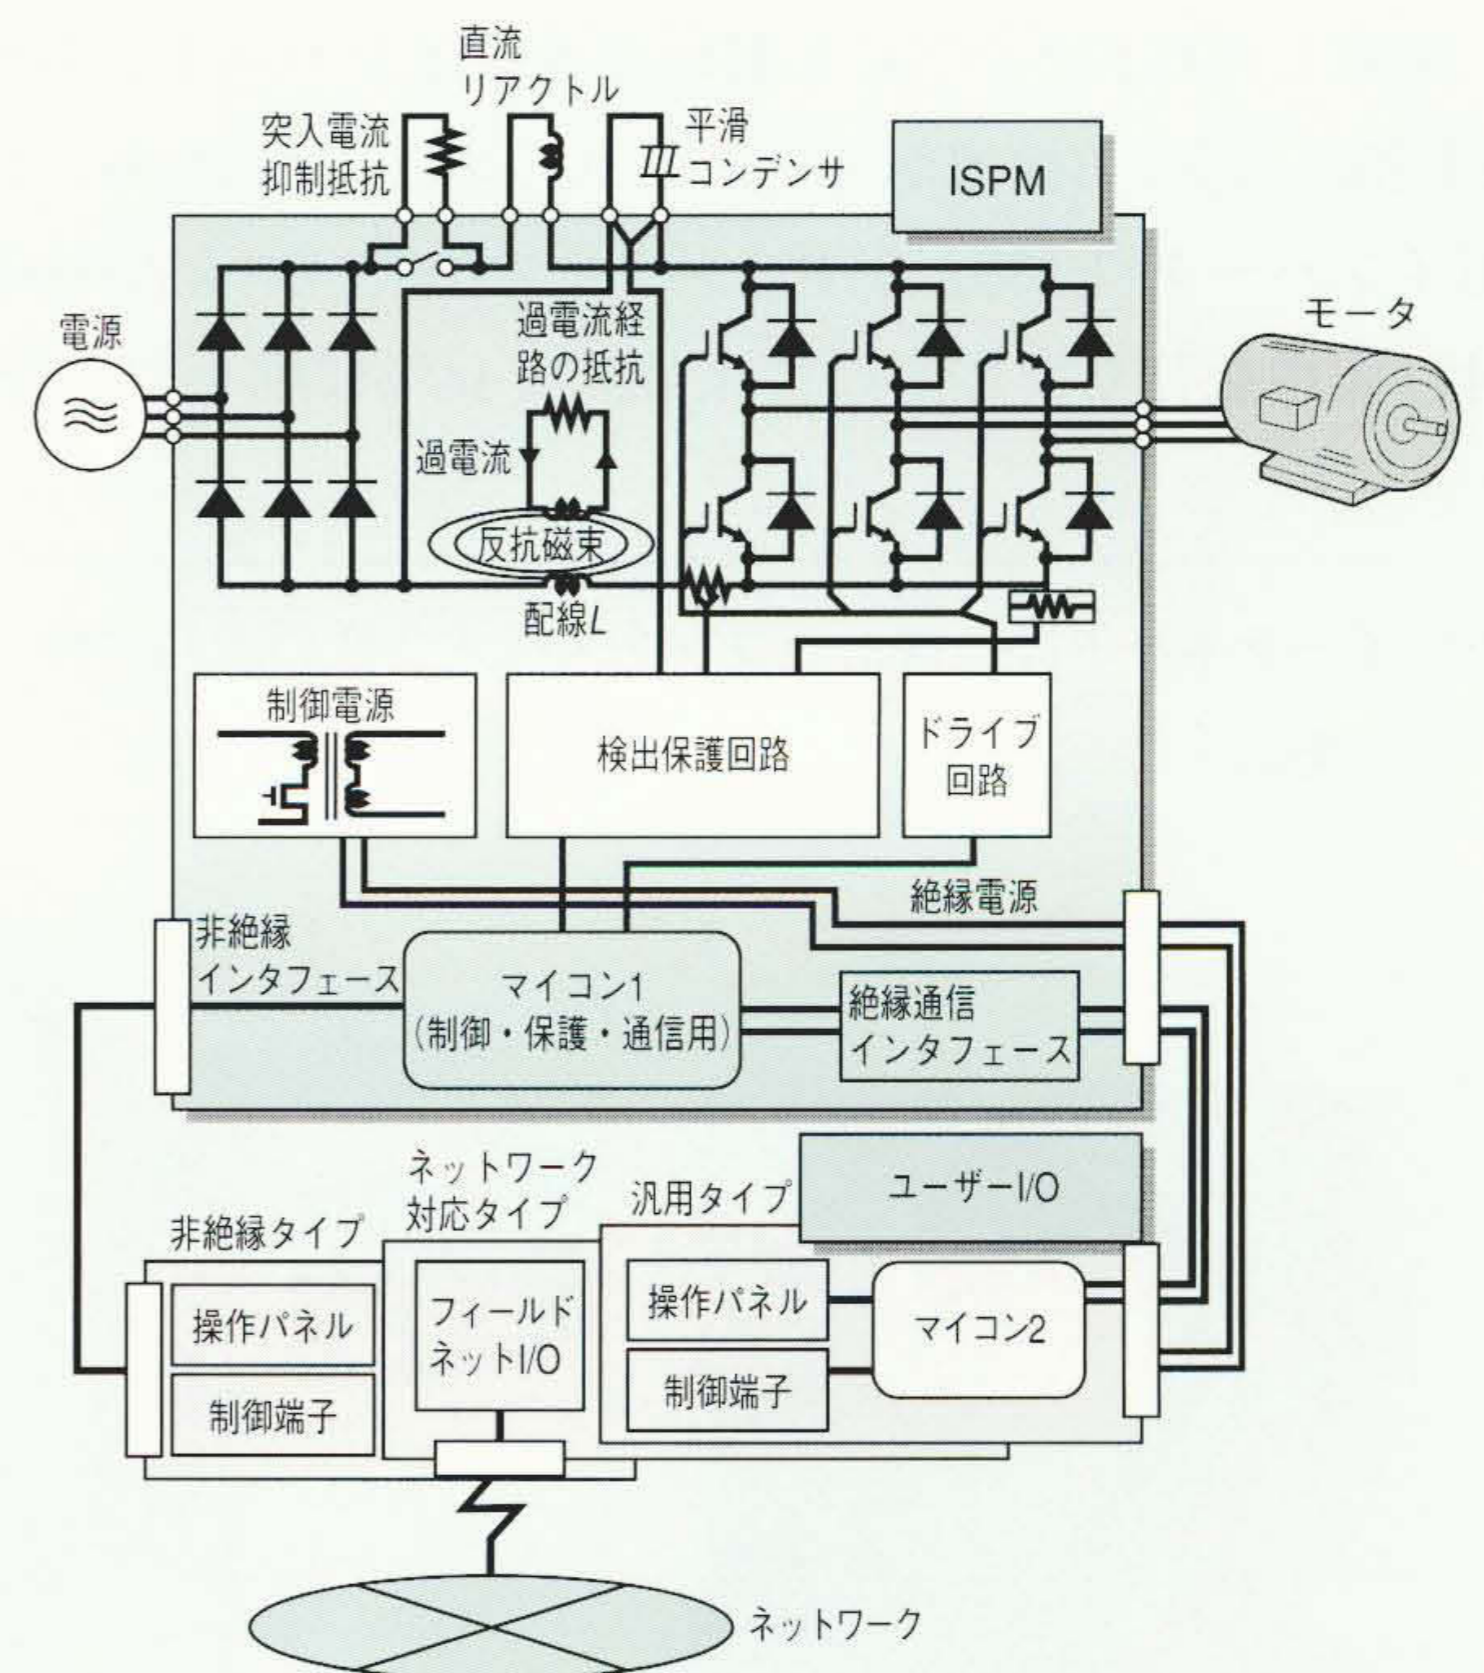 直流
リアクトル
突入電流
抑制抵抗
平滑
コンデンサ
ISPM
電源
過電流経
路の抵抗
モータ
過電流
反抗磁束
配線L
制御電源
検出保護回路
ドライブ
回路
絶縁電源
非絶縁
インタフェース
マイコン1
(制御・保護・通信用)
絶縁通信
インタフェース
ユーザーI/O
ネットワーク
対応タイプ
汎用タイプ
非絶縁タイプ
操作パネル
制御端子
フィールド
ネットI/O
操作パネル
制御端子
マイコン2
ネットワーク